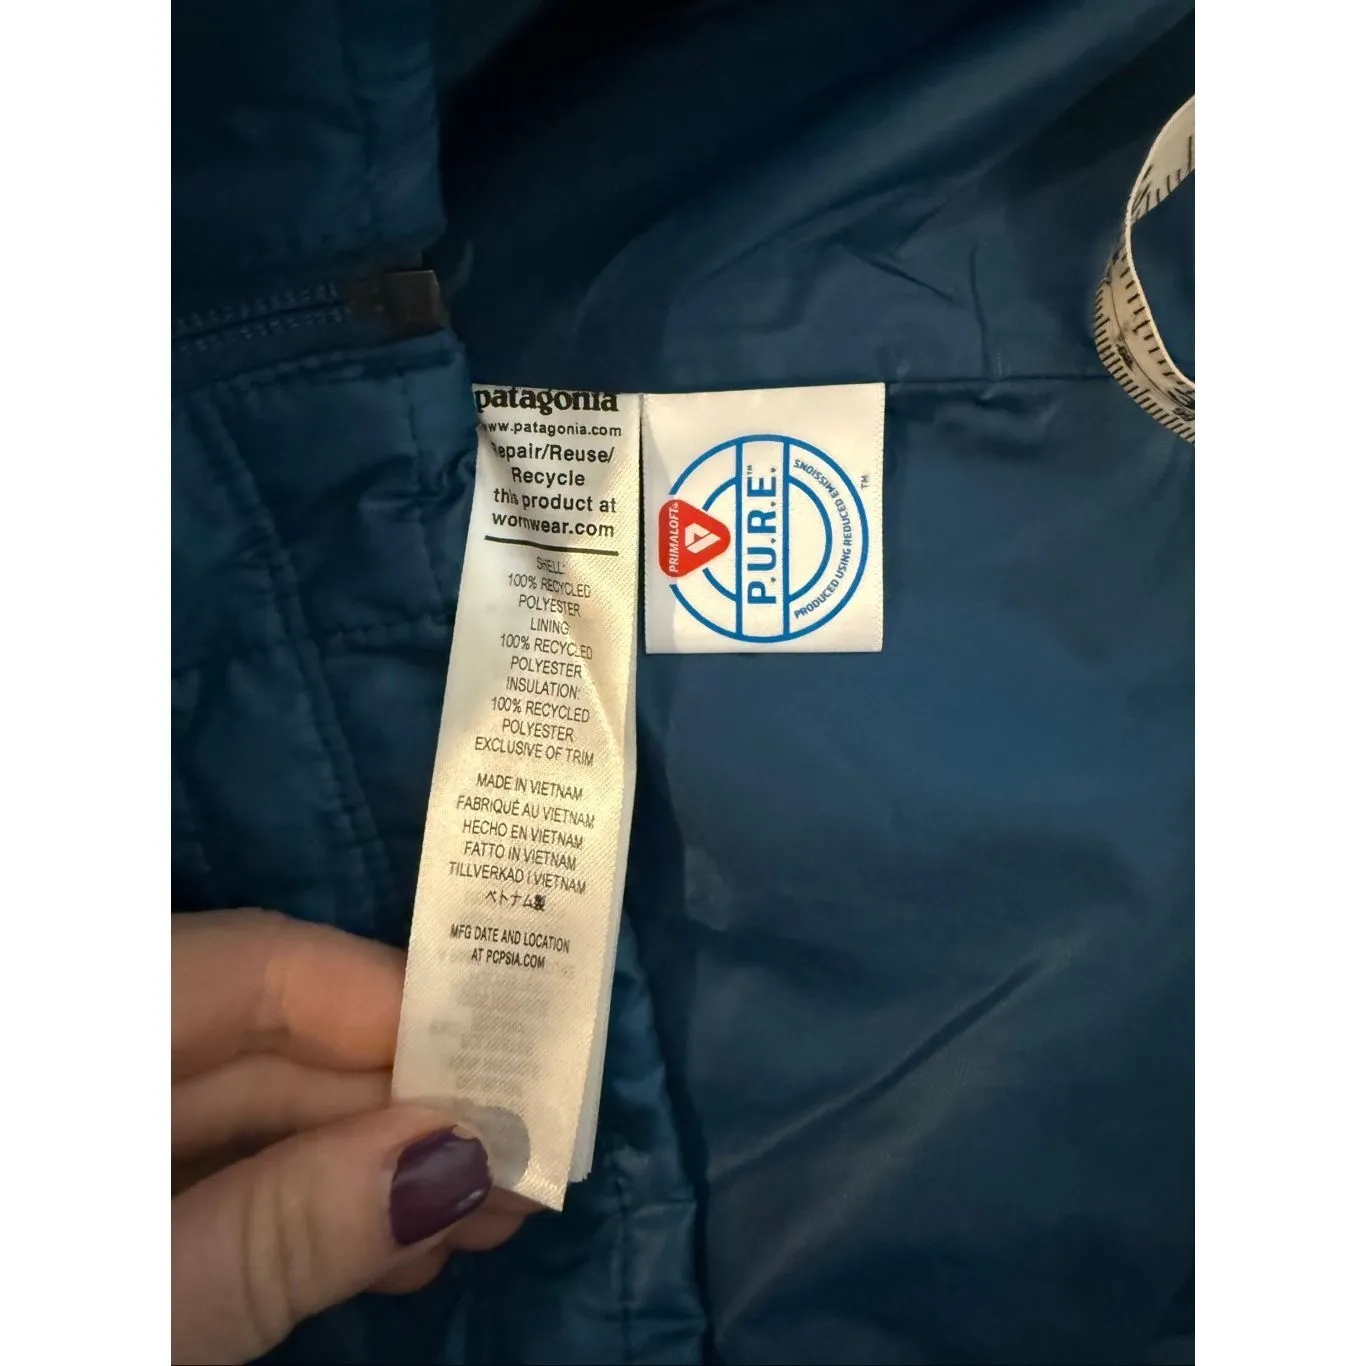 patagonia
www.patagonia.com
Repair/Reuse/
Recycle
this product at
wornwear.com
SHELL:
100% RECYCLED
POLYESTER
LINING:
100% RECYCLED
POLYESTER
INSULATION:
100% RECYCLED
POLYESTER
EXCLUSIVE OF TRIM
MADE IN VIETNAM
FABRIQUÉ AU VIETNAM
HECHO EN VIETNAM
FATTO IN VIETNAM
TILLVERKAD I VIETNAM
ベトナム製
MFG DATE AND LOCATION
AT PCPSIA.COM
PRIMALOFT®
P.U.R.E.™
PRODUCED USING REDUCED EMISSIONS
™